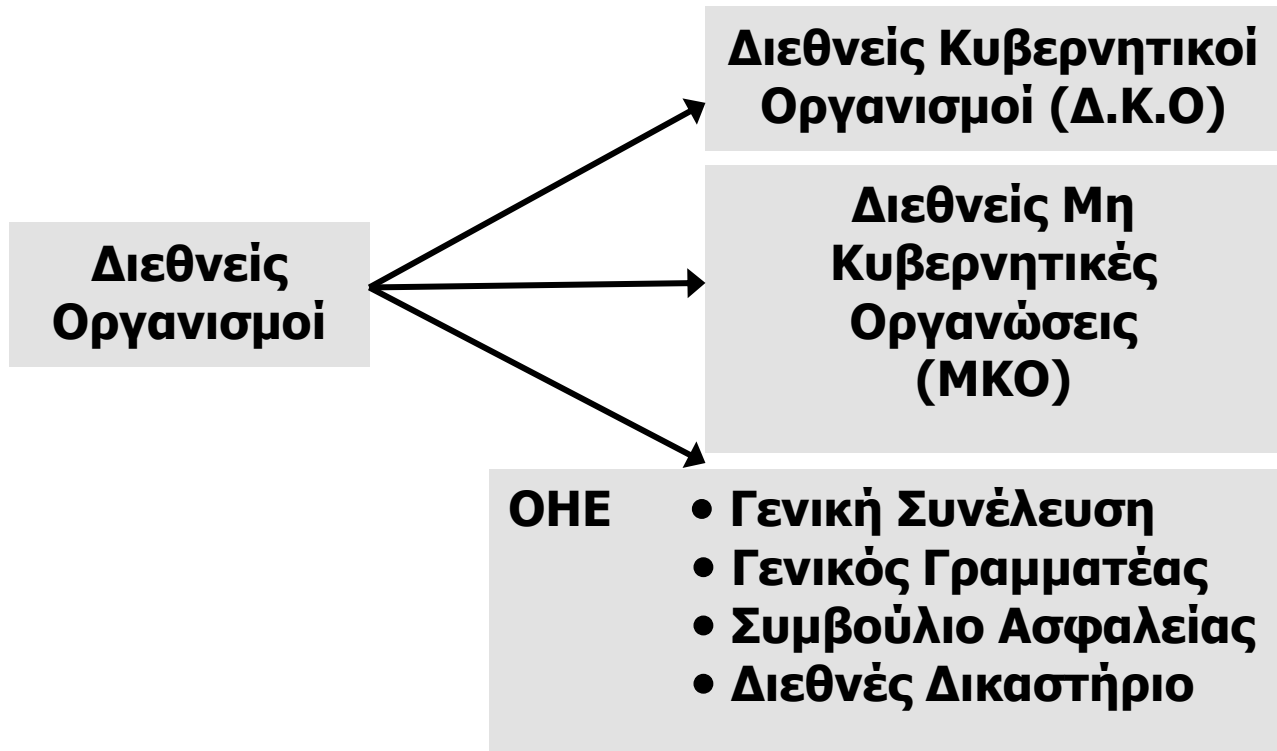 Διεθνείς Κυβερνητικοί
Οργανισμοί (Δ.Κ.Ο)
Διεθνείς Μη
Κυβερνητικές
Οργανώσεις
(ΜΚΟ)
Διεθνείς
Οργανισμοί
ΟΗΕ • Γενική Συνέλευση
• Γενικός Γραμματέας
• Συμβούλιο Ασφαλείας
• Διεθνές Δικαστήριο